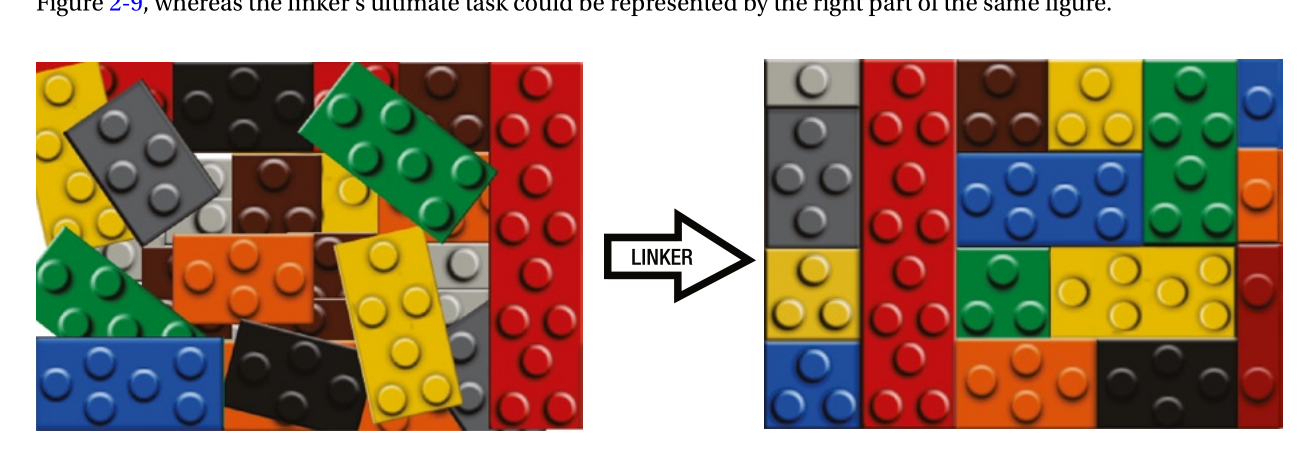 Figure 2-9, whereas the linker's ultimate task could be represented by the right part of the same figure.
LINKER